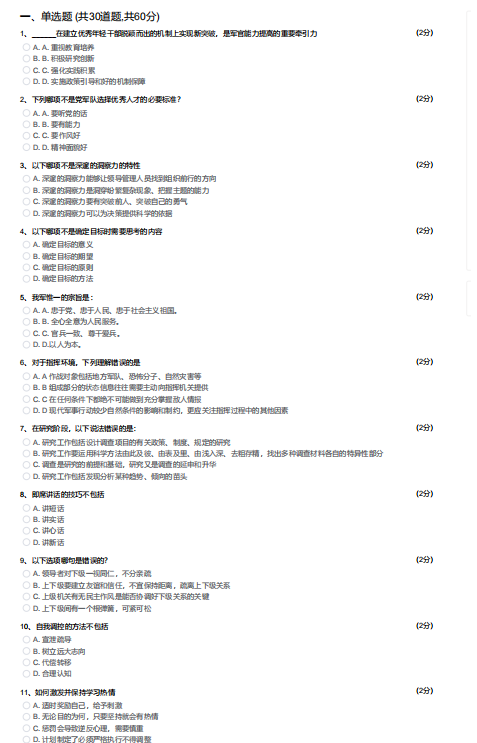 一、单选题 (共30道题,共60分)
1、_______在建立优秀年轻干部脱颖而出的机制上实现新突破，是军官能力提高的重要牵引力 (2分)
A. A. 重视教育培养
B. B. 积极研究创新
C. C. 强化实践积累
D. D. 实施政策引导和好的机制保障
2、下列哪项不是党军队选择优秀人才的必要标准？ (2分)
A. A. 要听党的话
B. B. 要有能力
C. C. 要作风好
D. D. 精神面貌好
3、以下哪项不是深邃的洞察力的特性 (2分)
A. 深邃的洞察力能够让领导管理人员找到组织前行的方向
B. 深邃的洞察力是洞穿纷繁复杂现象、把握主题的能力
C. 深邃的洞察力要有突破前人、突破自己的勇气
D. 深邃的洞察力可以为决策提供科学的依据
4、以下哪项不是确定目标时需要思考的内容 (2分)
A. 确定目标的意义
B. 确定目标的期望
C. 确定目标的原则
D. 确定目标的方法
5、我军惟一的宗旨是： (2分)
A. A. 忠于党、忠于人民、忠于社会主义祖国。
B. B. 全心全意为人民服务。
C. C. 官兵一致、尊干爱兵。
D. D.以人为本。
6、对于指挥环境，下列理解错误的是 (2分)
A. A 作战对象包括地方军队、恐怖分子、自然灾害等
B. B 组成部分的状态信息往往需要主动向指挥机关提供
C. C 在任何条件下都绝不可能做到充分掌握敌人情报
D. D 现代军事行动较少自然条件的影响和制约，更应关注指挥过程中的其他因素
7、在研究阶段，以下说法错误的是： (2分)
A. 研究工作包括设计调查项目的有关政策、制度、规定的研究
B. 研究工作要运用科学方法由此及彼、由表及里、由浅入深、去粗存精，找出多种调查材料各自的特异性部分
C. 调查是研究的前提和基础，研究又是调查的延申和升华
D. 研究工作包括发现分析某种趋势、倾向的苗头
8、即席讲话的技巧不包括 (2分)
A. 讲短话
B. 讲实话
C. 讲心话
D. 讲新话
9、以下选项哪句是错误的? (2分)
A. 领导者对下级一视同仁，不分亲疏
B. 上下级要建立友谊和信任，不宜保持距离，疏离上下级关系
C. 上级机关有无民主作风是能否协调好下级关系的关键
D. 上下级间有一个根弹簧，可紧可松
10、自我调控的方法不包括 (2分)
A. 宣泄疏导
B. 树立远大志向
C. 代偿转移
D. 合理认知
11、如何激发并保持学习热情 (2分)
A. 适时奖励自己，给予刺激
B. 无论目的为何，只要坚持就会有热情
C. 惩罚会导致逆反心理，需要慎重
D. 计划制定了必须严格执行不得调整